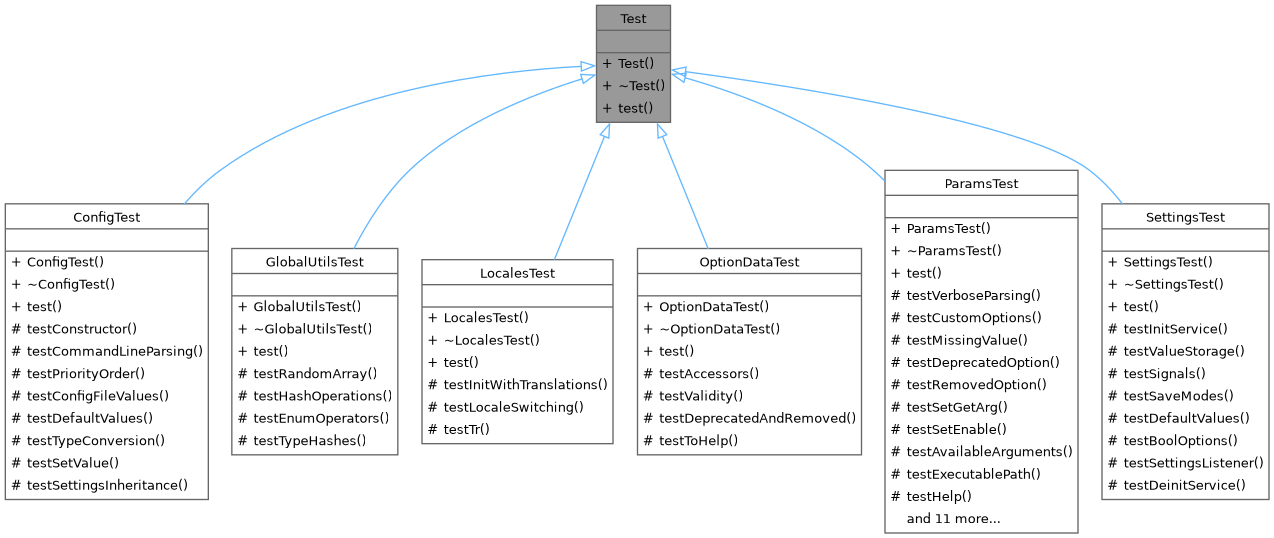 Test
+ Test()
+ ~Test()
+ test()
ConfigTest
+ ConfigTest()
+ ~ConfigTest()
+ test()
# testConstructor()
# testCommandLineParsing()
# testPriorityOrder()
# testConfigFileValues()
# testDefaultValues()
# testTypeConversion()
# testSetValue()
# testSettingsInheritance()
GlobalUtilsTest
+ GlobalUtilsTest()
+ ~GlobalUtilsTest()
+ test()
# testRandomArray()
# testHashOperations()
# testEnumOperators()
# testTypeHashes()
LocalesTest
+ LocalesTest()
+ ~LocalesTest()
+ test()
# testInitWithTranslations()
# testLocaleSwitching()
# testTr()
OptionDataTest
+ OptionDataTest()
+ ~OptionDataTest()
+ test()
# testAccessors()
# testValidity()
# testDeprecatedAndRemoved()
# testToHelp()
ParamsTest
+ ParamsTest()
+ ~ParamsTest()
+ test()
# testVerboseParsing()
# testCustomOptions()
# testMissingValue()
# testDeprecatedOption()
# testRemovedOption()
# testSetGetArg()
# testSetEnable()
# testAvailableArguments()
# testExecutablePath()
# testHelp()
and 11 more...
SettingsTest
+ SettingsTest()
+ ~SettingsTest()
+ test()
# testInitService()
# testValueStorage()
# testSignals()
# testSaveModes()
# testDefaultValues()
# testBoolOptions()
# testSettingsListener()
# testDeinitService()